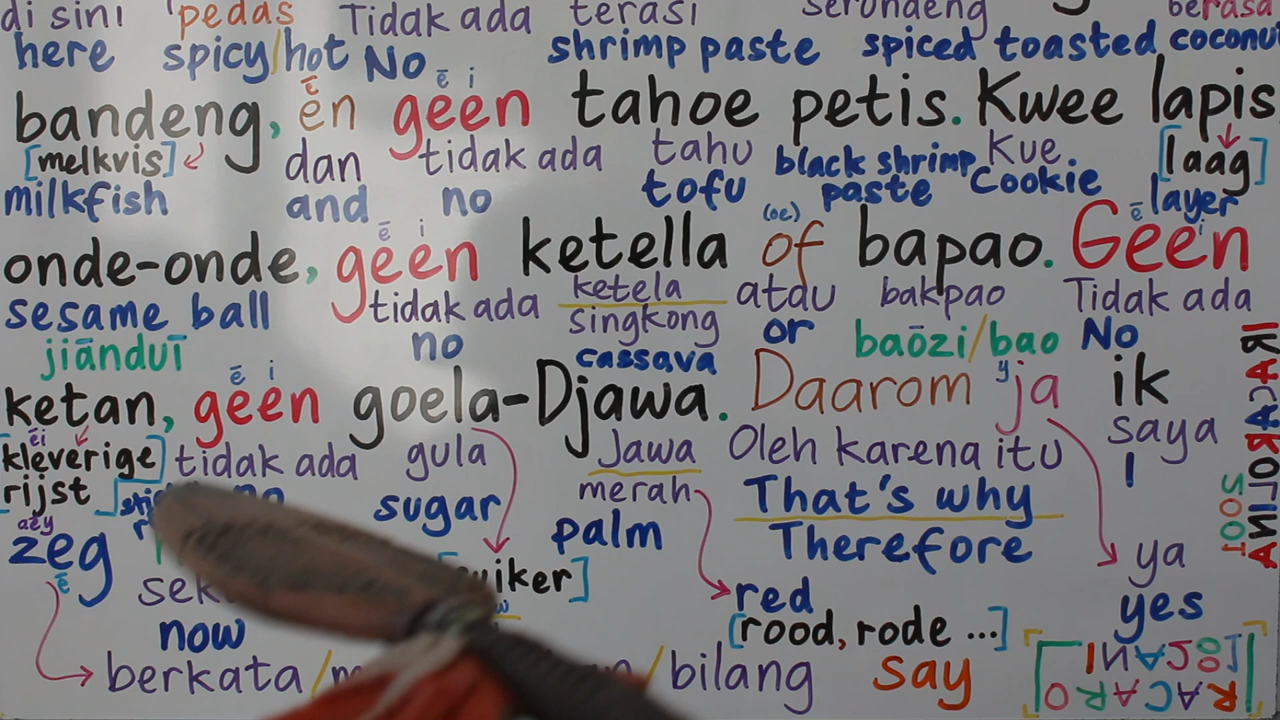 di sini pedas Tidak ada terasi serundeng berasa
here spicy/hot No shrimp paste spiced toasted coconu
ē i
bandeng, ēn geen tahoe petis. Kwee lapis
[melkvis] dan tidak ada tahu black shrimp Kue. [laag]
milkfish and no tofu paste Cookie layer
ē i (oe) ē i
onde-onde, geen ketella of bapao. Geen
sesame ball tidak ada ketela atau bakpao Tidak ada
jiānduī no singkong or baōzi/bao No
cassava
ē i y
ketan, geen goela-Djawa. Daarom ja ik
ēi
[kleverige tidak ada gula Jawa Oleh karena itu saya
rijst] sugar merah That's why I
aey
zeg palm Therefore ya
ē
red yes
now [rood, rode ...]
berkata/ /bilang say